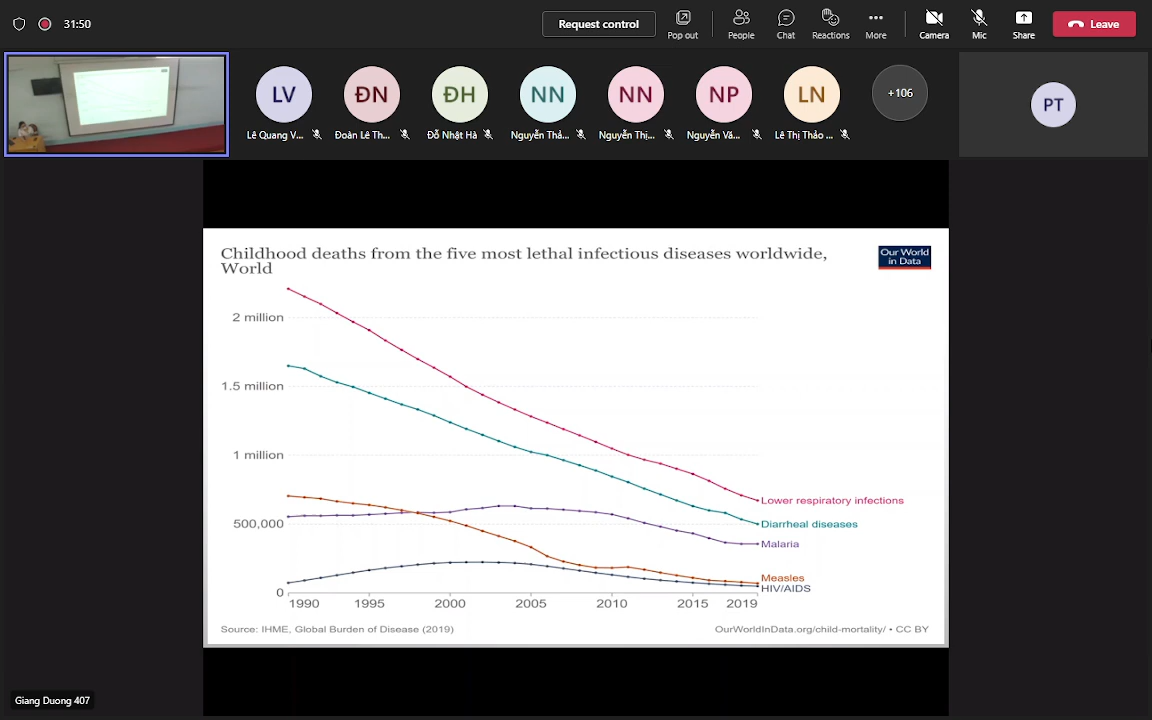 31:50
Request control
Pop out
People
Chat
Reactions
More
Camera
Mic
Share
Leave
LV
ĐN
ĐH
NN
NN
NP
LN
+106
PT
Lê Quang V...
Đoàn Lê Th...
Đỗ Nhật Hà
Nguyễn Thả...
Nguyễn Thị...
Nguyễn Vă...
Lê Thị Thảo ...
Childhood deaths from the five most lethal infectious diseases worldwide,
World
Our World
in Data
2 million
1.5 million
1 million
500,000
0
Lower respiratory infections
Diarrheal diseases
Malaria
Measles
HIV/AIDS
1990
1995
2000
2005
2010
2015
2019
Source: IHME, Global Burden of Disease (2019)
OurWorldInData.org/child-mortality/ • CC BY
Giang Duong 407